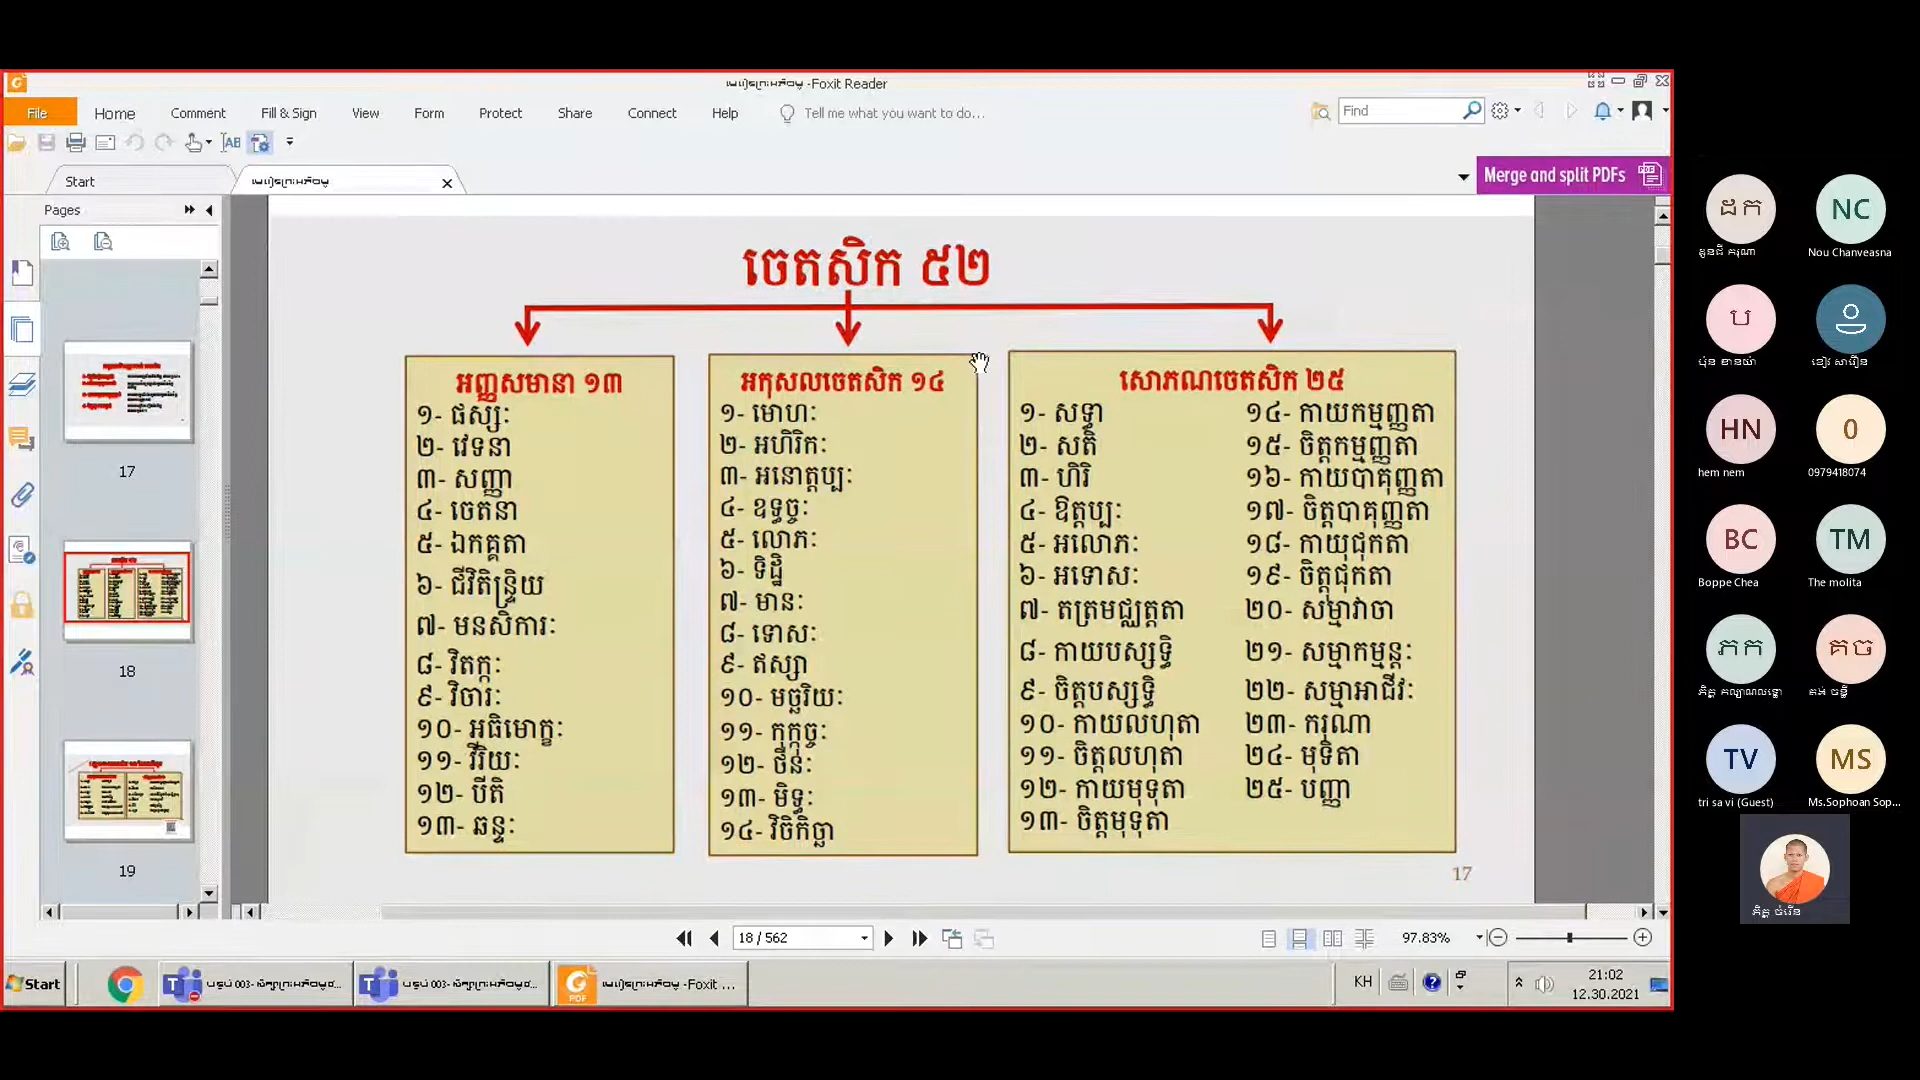 -Foxit Reader
File
Home
Comment
Fill & Sign
View
Form
Protect
Share
Connect
Help
Tell me what you want to do...
Find
Start
Merge and split PDFs
Pages
17
18
19
ចេតសិក ៥២
អញ្ញសមានា ១៣
១- ផស្សៈ
២- វេទនា
៣- សញ្ញា
៤- ចេតនា
៥- ឯកគ្គតា
៦- ជីវិតិន្ទ្រិយ
៧- មនសិការៈ
៨- វិតក្កៈ
៩- វិចារៈ
១០- អធិមោក្ខៈ
១១- វីរិយៈ
១២- បីតិ
១៣- ឆន្ទៈ
អកុសលចេតសិក ១៤
១- មោហៈ
២- អហិរិកៈ
៣- អនោត្តប្បៈ
៤- ឧទ្ធច្ចៈ
៥- លោភៈ
៦- ទិដ្ឋិ
៧- មានៈ
៨- ទោសៈ
៩- ឥស្សា
១០- មច្ឆរិយៈ
១១- កុក្កុច្ចៈ
១២- ថីនៈ
១៣- មិទ្ធៈ
១៤- វិចិកិច្ឆា
សោភណចេតសិក ២៥
១- សទ្ធា
២- សតិ
៣- ហិរិ
៤- ឱត្តប្បៈ
៥- អលោភៈ
៦- អទោសៈ
៧- តត្រមជ្ឈត្តតា
៨- កាយបស្សទ្ធិ
៩- ចិត្តបស្សទ្ធិ
១០- កាយលហុតា
១១- ចិត្តលហុតា
១២- កាយមុទុតា
១៣- ចិត្តមុទុតា
១៤- កាយកម្មញ្ញតា
១៥- ចិត្តកម្មញ្ញតា
១៦- កាយបាគុញ្ញតា
១៧- ចិត្តបាគុញ្ញតា
១៨- កាយុជុកតា
១៩- ចិត្តុជុកតា
២០- សម្មាវាចា
២១- សម្មាកម្មន្តៈ
២២- សម្មាអាជីវៈ
២៣- ករុណា
២៤- មុទិតា
២៥- បញ្ញា
17
18 / 562
97.83%
Start
-Foxit ...
KH
21:02
12.30.2021
ដក
NC
Nou Chanveasna
ប
HN
hem nem
0
0979418074
BC
Boppe Chea
TM
The molita
ភក
គច
TV
tri sa vi (Guest)
MS
Ms.Sophoan Sop...